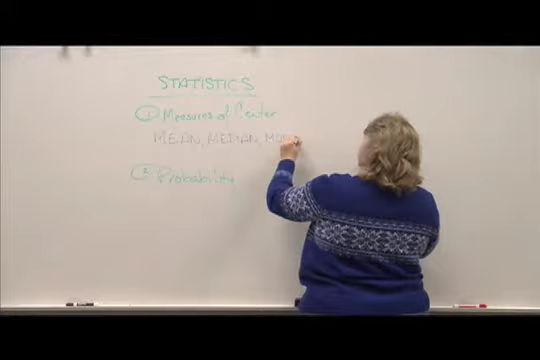 STATISTICS
① Measures of Center
MEAN, MEDIAN, MO
② Probability